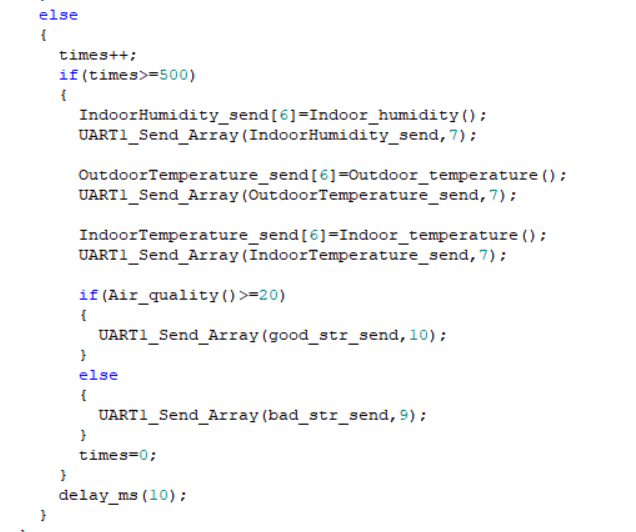 else
{
times++;
if(times>=500)
{
IndoorHumidity_send[6]=Indoor_humidity();
UART1_Send_Array(IndoorHumidity_send,7);
OutdoorTemperature_send[6]=Outdoor_temperature();
UART1_Send_Array(OutdoorTemperature_send,7);
IndoorTemperature_send[6]=Indoor_temperature();
UART1_Send_Array(IndoorTemperature_send,7);
if(Air_quality()>=20)
{
UART1_Send_Array(good_str_send,10);
}
else
{
UART1_Send_Array(bad_str_send,9);
}
times=0;
}
delay_ms(10);
}